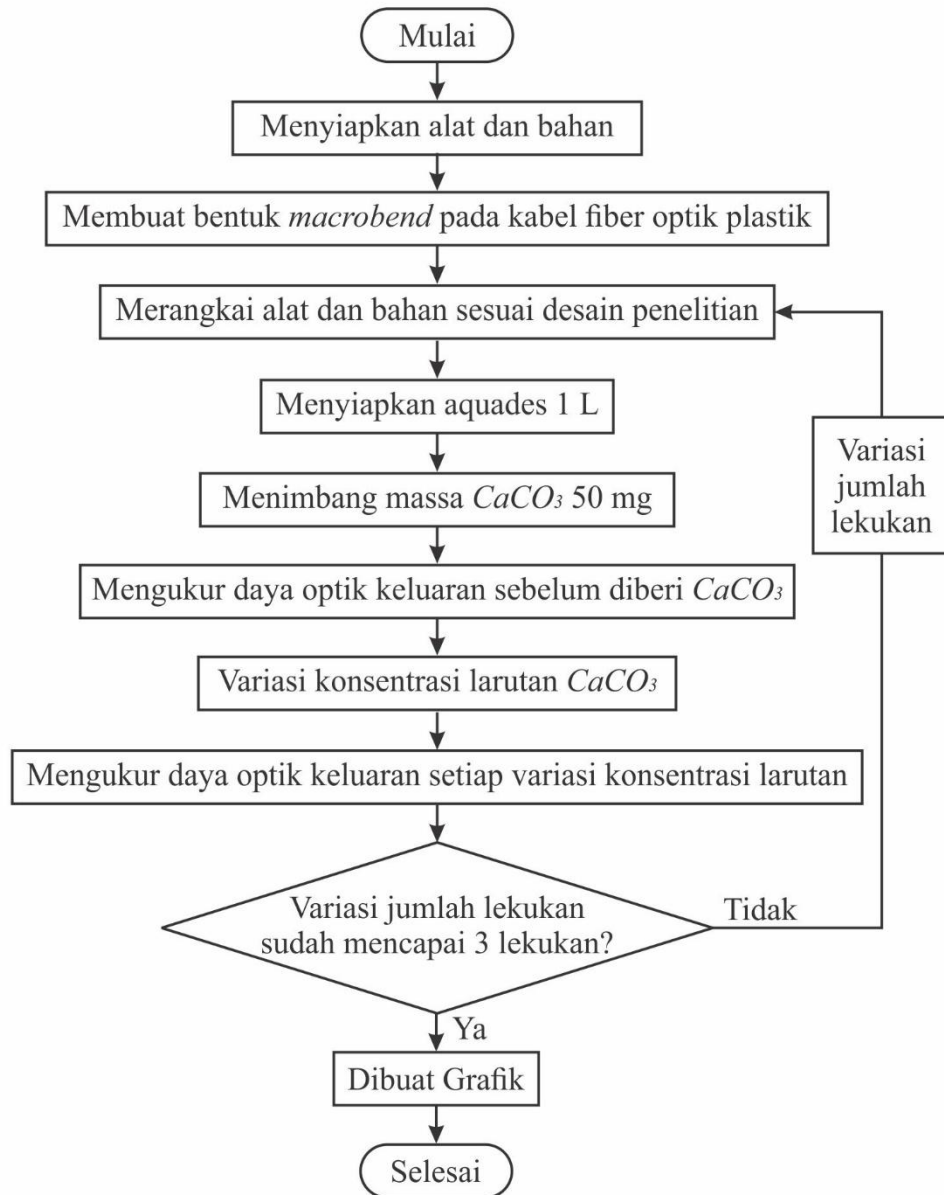 Mulai
Menyiapkan alat dan bahan
Membuat bentuk macrobend pada kabel fiber optik plastik
Merangkai alat dan bahan sesuai desain penelitian
Menyiapkan aquades 1 L
Variasi
jumlah
lekukan
Menimbang massa CaCO₃ 50 mg
Mengukur daya optik keluaran sebelum diberi CaCO₃
Variasi konsentrasi larutan CaCO₃
Mengukur daya optik keluaran setiap variasi konsentrasi larutan
Variasi jumlah lekukan
sudah mencapai 3 lekukan?
Tidak
Ya
Dibuat Grafik
Selesai